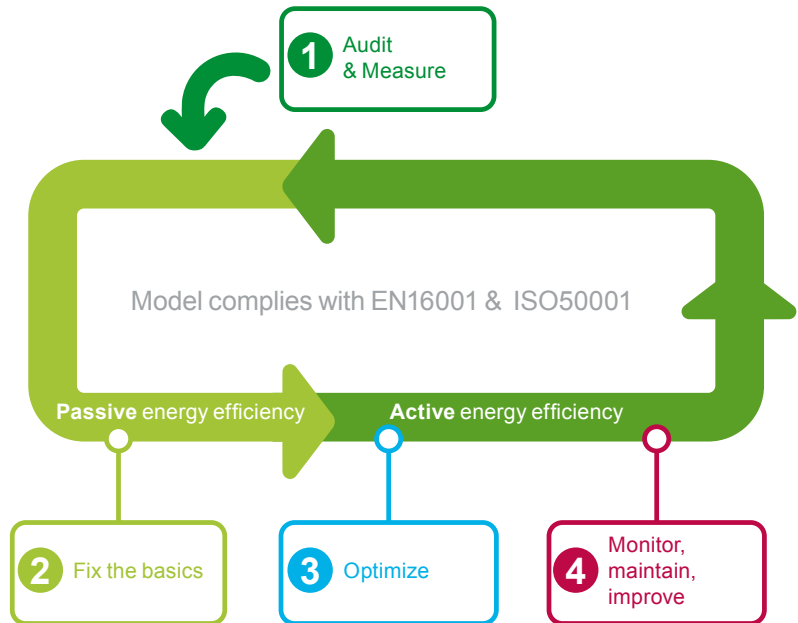 1 Audit
& Measure
Model complies with EN16001 & ISO50001
Passive energy efficiency
Active energy efficiency
2 Fix the basics
3 Optimize
4 Monitor,
maintain,
improve